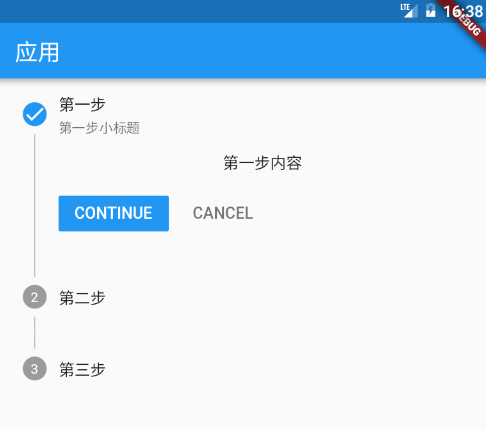 LTE 16:38
DEBUG
应用
第一步
第一步小标题
第一步内容
CONTINUE CANCEL
2 第二步
3 第三步